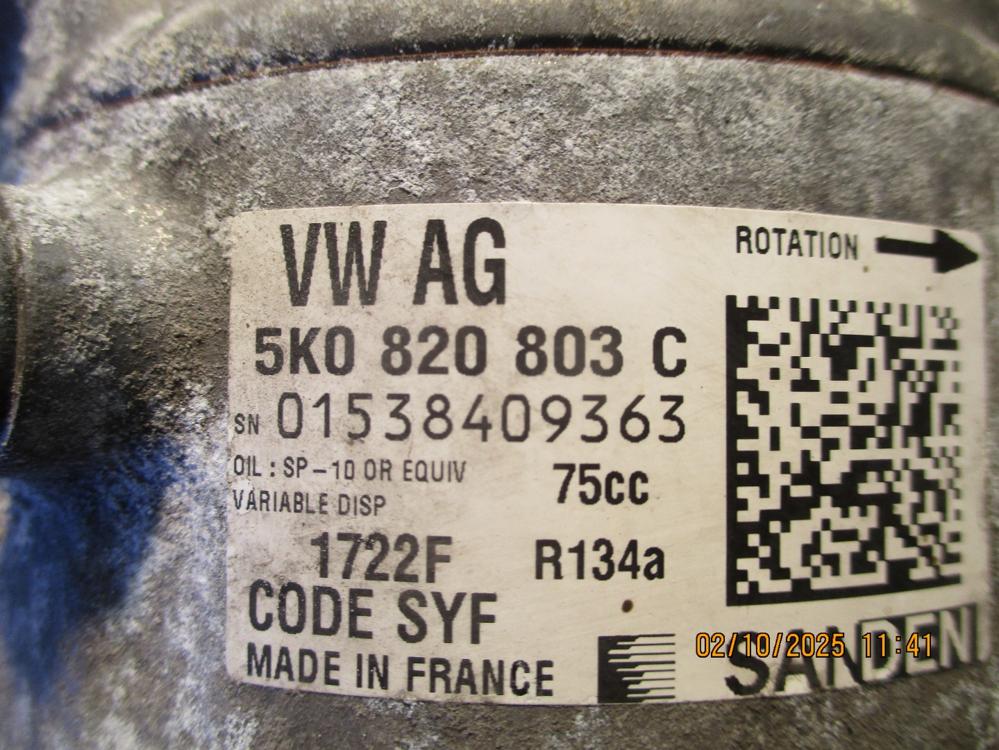 VW AG
ROTATION
5K0 820 803 C
SN 01538409363
OIL : SP-10 OR EQUIV 75cc
VARIABLE DISP
1722F R134a
CODE SYF
MADE IN FRANCE
SANDEN
02/10/2025 11:41